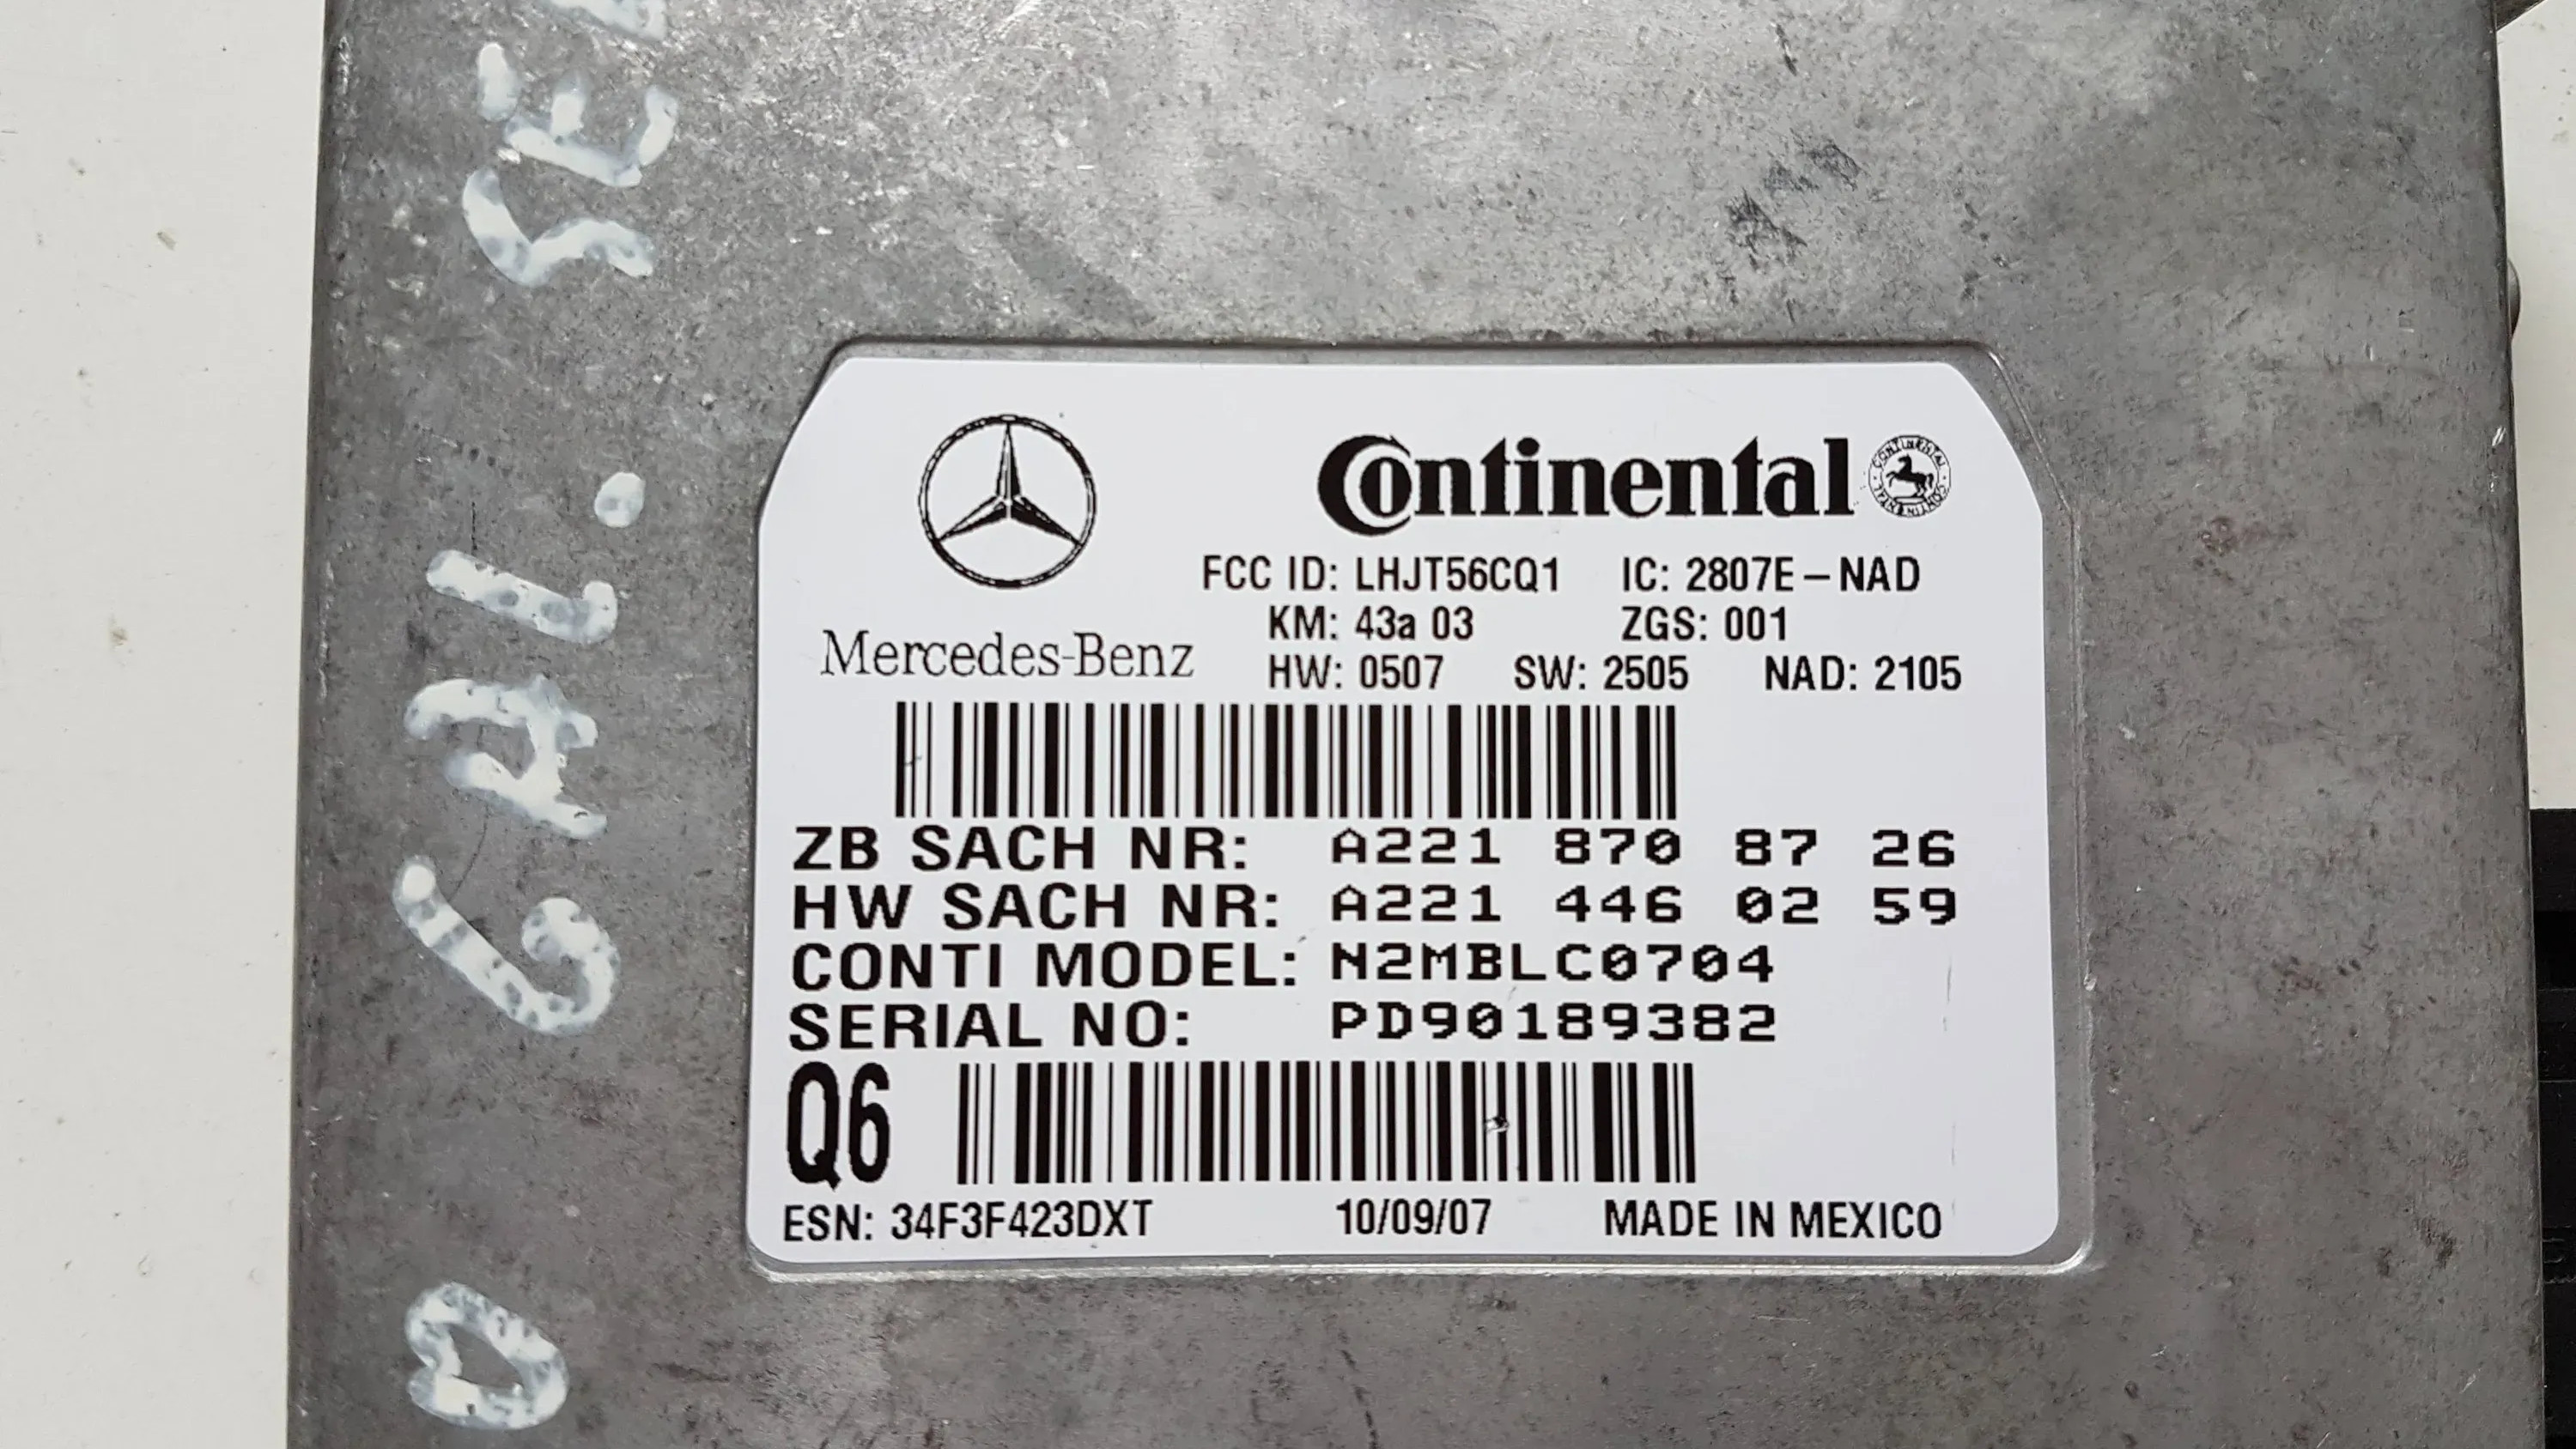 Continental
FCC ID: LHJT56CQ1 IC: 2807E-NAD
KM: 43a 03 ZGS: 001
Mercedes-Benz
HW: 0507 SW: 2505 NAD: 2105
ZB SACH NR: A221 870 87 26
HW SACH NR: A221 446 02 59
CONTI MODEL: N2MBLC0704
SERIAL NO: PD90189382
Q6
ESN: 34F3F423DXT 10/09/07 MADE IN MEXICO